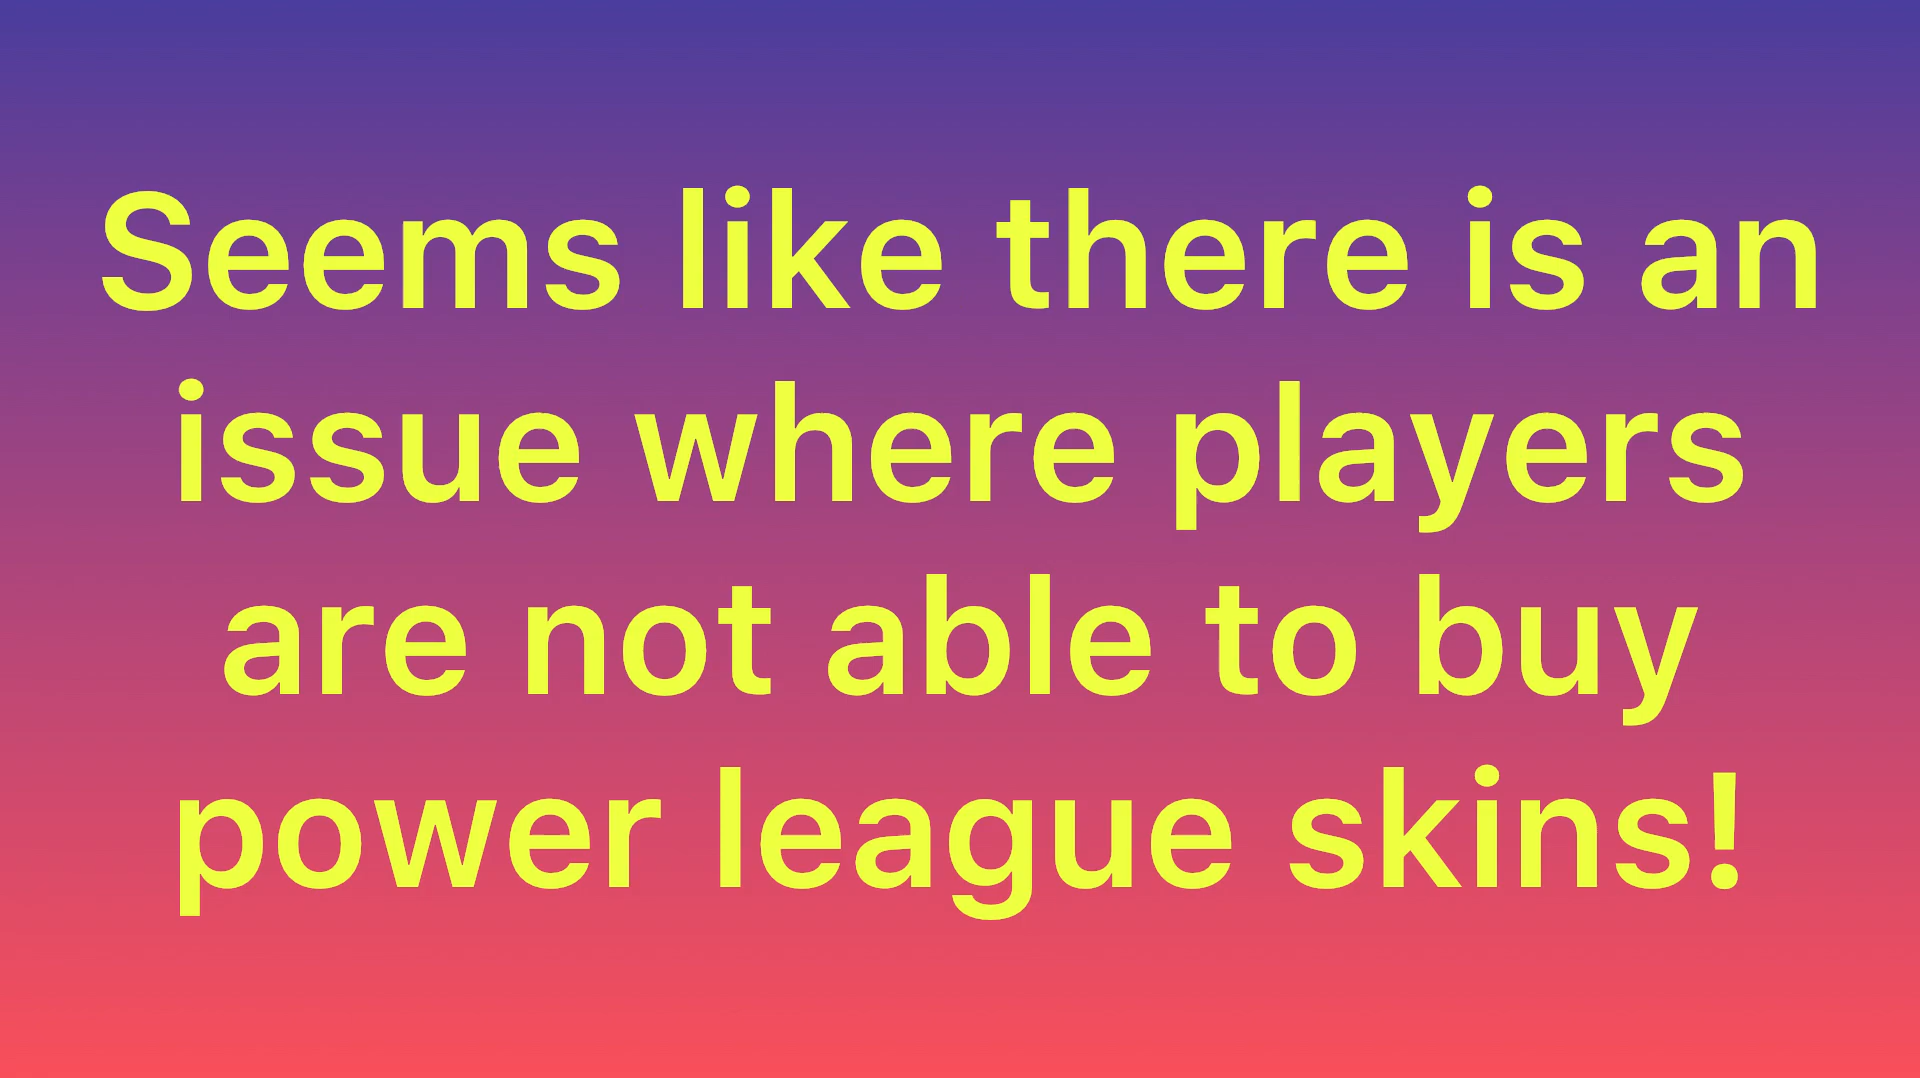 Seems like there is an
issue where players
are not able to buy
power league skins!